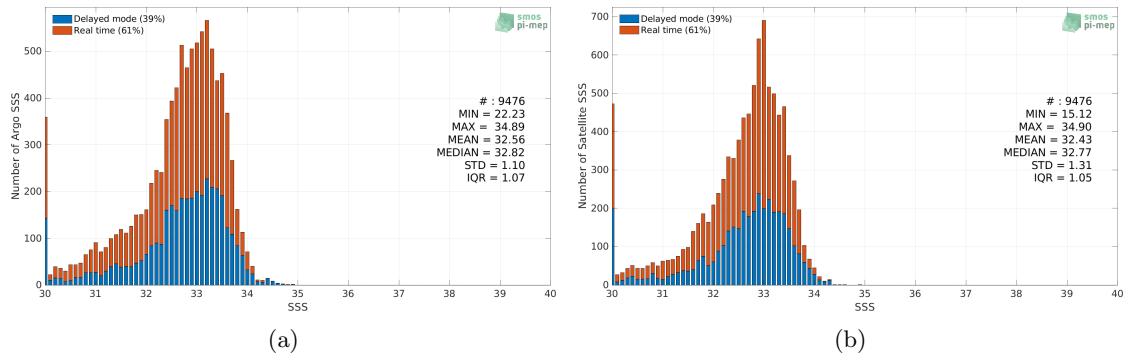 Delayed mode (39%)
Real time (61%)
smos
pi-mep
Number of Argo SSS
500
400
300
200
100
0
# : 9476
MIN = 22.23
MAX = 34.89
MEAN = 32.56
MEDIAN = 32.82
STD = 1.10
IQR = 1.07
30 31 32 33 34 35 36 37 38 39 40
SSS
(a)
Delayed mode (39%)
Real time (61%)
smos
pi-mep
Number of Satellite SSS
700
600
500
400
300
200
100
0
# : 9476
MIN = 15.12
MAX = 34.90
MEAN = 32.43
MEDIAN = 32.77
STD = 1.31
IQR = 1.05
30 31 32 33 34 35 36 37 38 39 40
SSS
(b)